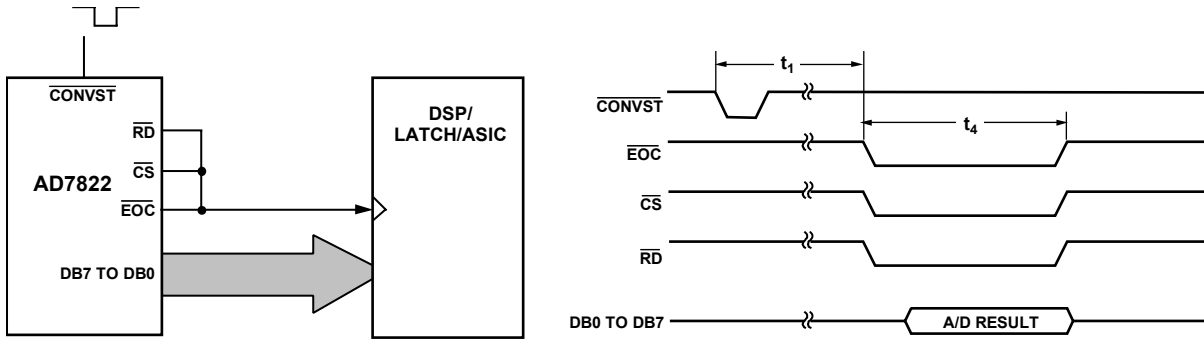 CONVST
RD
CS
EOC
AD7822
DB7 TO DB0
DSP/
LATCH/ASIC
t1
CONVST
t4
EOC
CS
RD
DB0 TO DB7
A/D RESULT